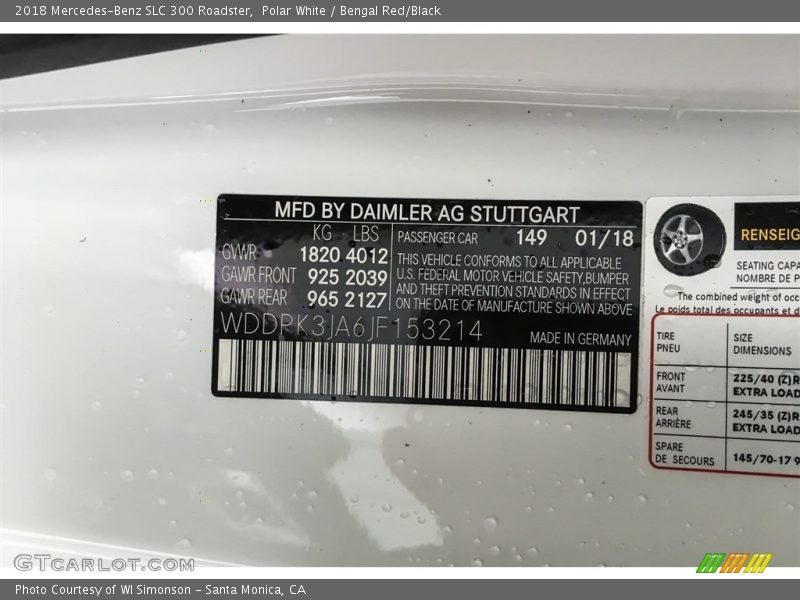 2018 Mercedes-Benz SLC 300 Roadster, Polar White / Bengal Red/Black
MFD BY DAIMLER AG STUTTGART
KG LBS
GVWR 1820 4012
GAWR FRONT 925 2039
GAWR REAR 965 2127
PASSENGER CAR 149 01/18
THIS VEHICLE CONFORMS TO ALL APPLICABLE
U.S. FEDERAL MOTOR VEHICLE SAFETY, BUMPER
AND THEFT PREVENTION STANDARDS IN EFFECT
ON THE DATE OF MANUFACTURE SHOWN ABOVE
WDDPK3JA6JF153214
MADE IN GERMANY
RENSEIG
SEATING CAPA
NOMBRE DE P
The combined weight of occ
Le poids total des occupants et d
TIRE
PNEU
SIZE
DIMENSIONS
FRONT
AVANT
225/40 (Z)R
EXTRA LOAD
REAR
ARRIÈRE
245/35 (Z)R
EXTRA LOAD
SPARE
DE SECOURS
145/70-17 9
GTCARLOT.COM
Photo Courtesy of WI Simonson - Santa Monica, CA